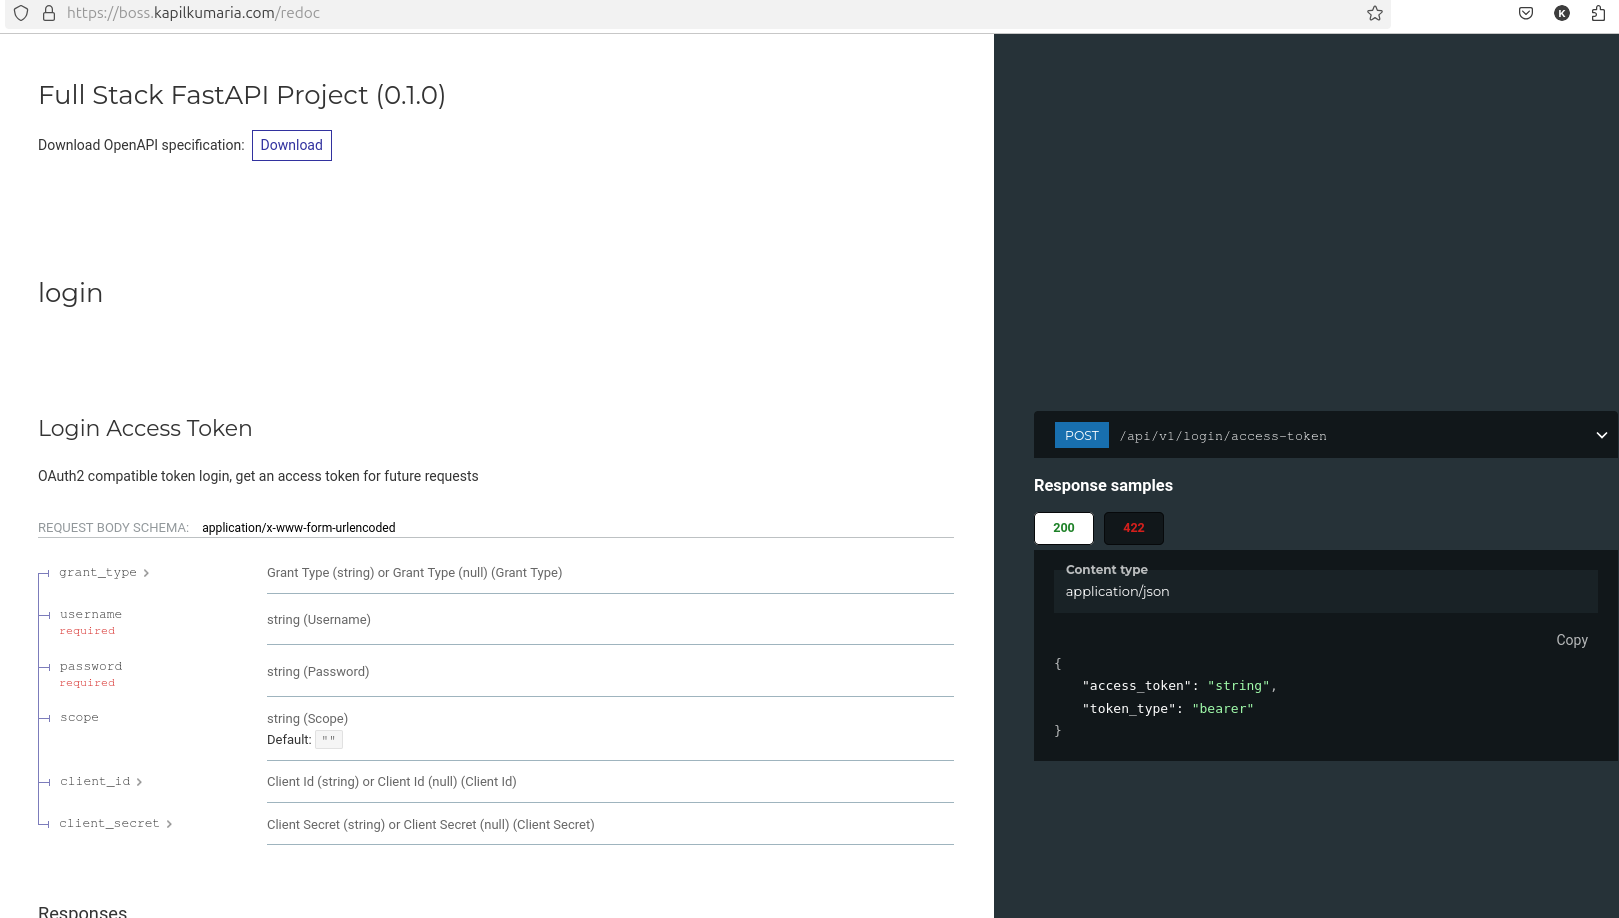 https://boss.kapilkumaria.com/redoc
K
Full Stack FastAPI Project (0.1.0)
Download OpenAPI specification: Download
login
Login Access Token
OAuth2 compatible token login, get an access token for future requests
REQUEST BODY SCHEMA: application/x-www-form-urlencoded
grant_type Grant Type (string) or Grant Type (null) (Grant Type)
username
required
string (Username)
password
required
string (Password)
scope string (Scope)
Default: ""
client_id Client Id (string) or Client Id (null) (Client Id)
client_secret Client Secret (string) or Client Secret (null) (Client Secret)
Responses
POST /api/v1/login/access-token
Response samples
200 422
Content type
application/json
Copy
{
"access_token": "string",
"token_type": "bearer"
}